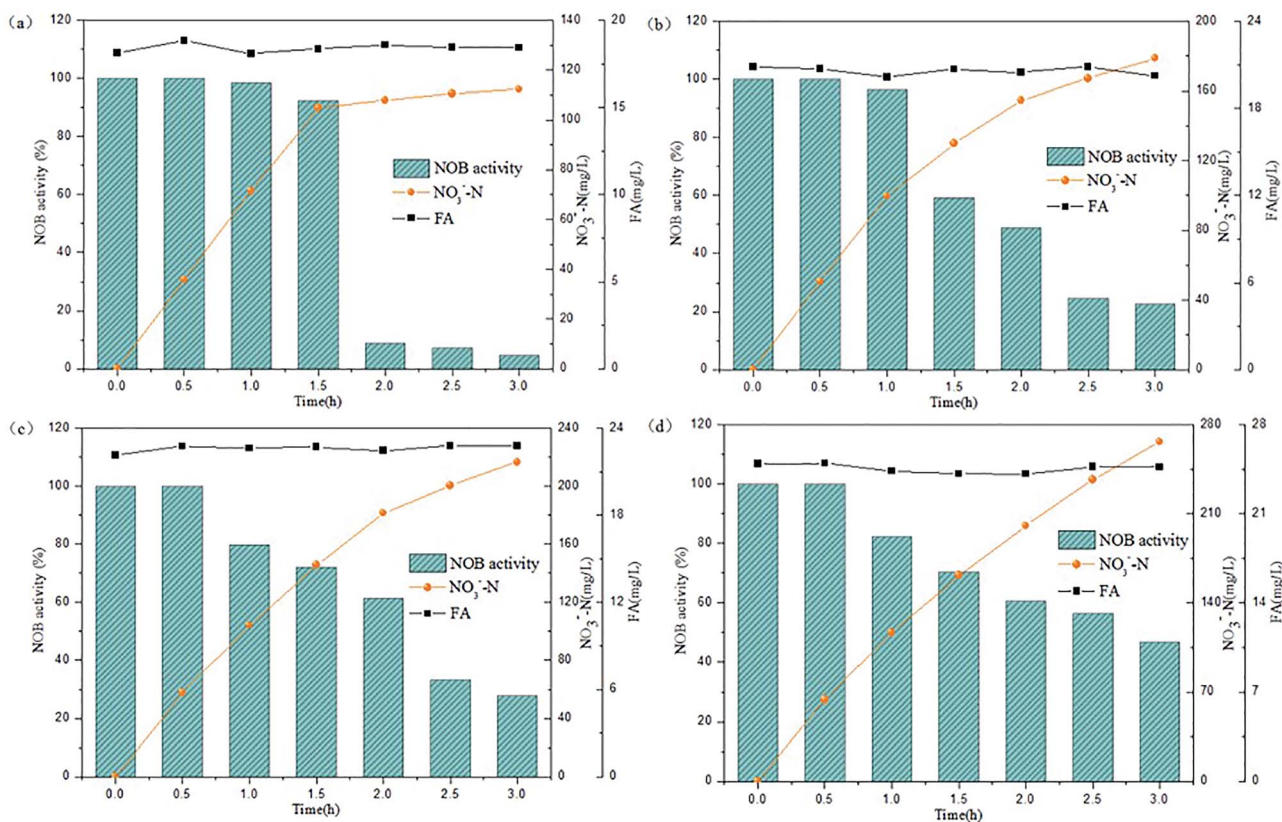 (a)
NOB activity (%)
120
100
80
60
40
20
0
NOB activity
NO3--N
FA
0.0 0.5 1.0 1.5 2.0 2.5 3.0
Time(h)
140
120
100
80
60
40
20
0
NO3--N(mg/L)
20
15
10
5
0
FA(mg/L)
(b)
NOB activity (%)
120
100
80
60
40
20
0
NOB activity
NO3--N
FA
0.0 0.5 1.0 1.5 2.0 2.5 3.0
Time(h)
200
160
120
80
40
0
NO3--N(mg/L)
24
18
12
6
0
FA(mg/L)
(c)
NOB activity (%)
120
100
80
60
40
20
0
NOB activity
NO3--N
FA
0.0 0.5 1.0 1.5 2.0 2.5 3.0
Time(h)
240
200
160
120
80
40
0
NO3--N(mg/L)
24
18
12
6
0
FA(mg/L)
(d)
NOB activity (%)
120
100
80
60
40
20
0
NOB activity
NO3--N
FA
0.0 0.5 1.0 1.5 2.0 2.5 3.0
Time(h)
280
210
140
70
0
NO3--N(mg/L)
28
21
14
7
0
FA(mg/L)